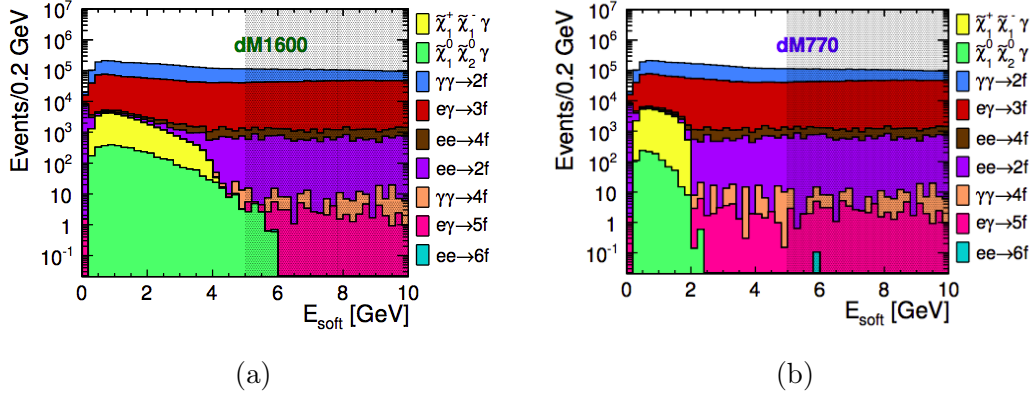 Events/0.2 GeV
10⁷
10⁶
10⁵
10⁴
10³
10²
10
1
10⁻¹
dM1600
0 2 4 6 8 10
E_soft [GeV]
χ̃₁⁺ χ̃₁⁻ γ
χ̃₁⁰ χ̃₂⁰ γ
γγ→2f
eγ→3f
ee→4f
ee→2f
γγ→4f
eγ→5f
ee→6f
(a)
Events/0.2 GeV
10⁷
10⁶
10⁵
10⁴
10³
10²
10
1
10⁻¹
dM770
0 2 4 6 8 10
E_soft [GeV]
χ̃₁⁺ χ̃₁⁻ γ
χ̃₁⁰ χ̃₂⁰ γ
γγ→2f
eγ→3f
ee→4f
ee→2f
γγ→4f
eγ→5f
ee→6f
(b)